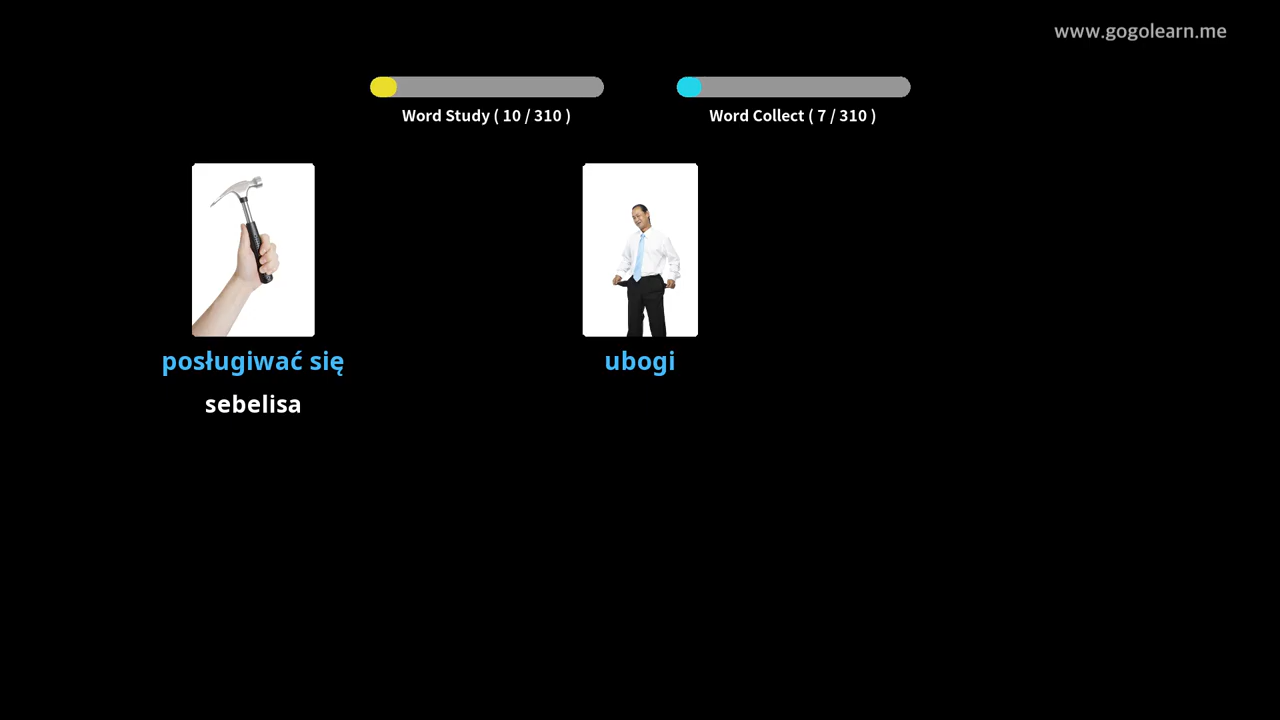 www.gogolearn.me
Word Study ( 10 / 310 )
Word Collect ( 7 / 310 )
posługiwać się
sebelisa
ubogi